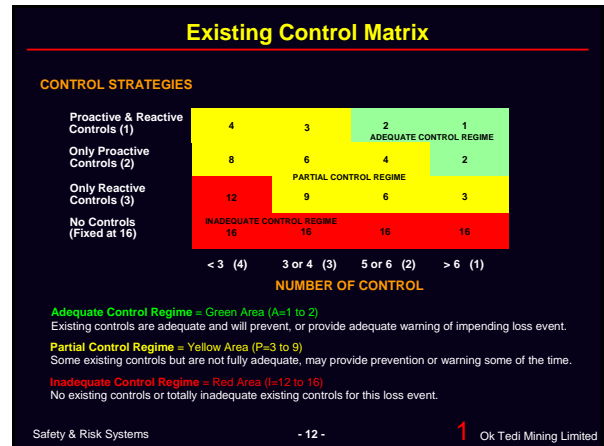 Existing Control Matrix
CONTROL STRATEGIES
Proactive & Reactive
Controls (1)
4 3 2 1
ADEQUATE CONTROL REGIME
Only Proactive
Controls (2)
8 6 4 2
PARTIAL CONTROL REGIME
Only Reactive
Controls (3)
12 9 6 3
No Controls
(Fixed at 16)
INADEQUATE CONTROL REGIME
16 16 16 16
< 3 (4) 3 or 4 (3) 5 or 6 (2) > 6 (1)
NUMBER OF CONTROL
Adequate Control Regime = Green Area (A=1 to 2)
Existing controls are adequate and will prevent, or provide adequate warning of impending loss event.
Partial Control Regime = Yellow Area (P=3 to 9)
Some existing controls but are not fully adequate, may provide prevention or warning some of the time.
Inadequate Control Regime = Red Area (I=12 to 16)
No existing controls or totally inadequate existing controls for this loss event.
Safety & Risk Systems - 12 - 1 Ok Tedi Mining Limited